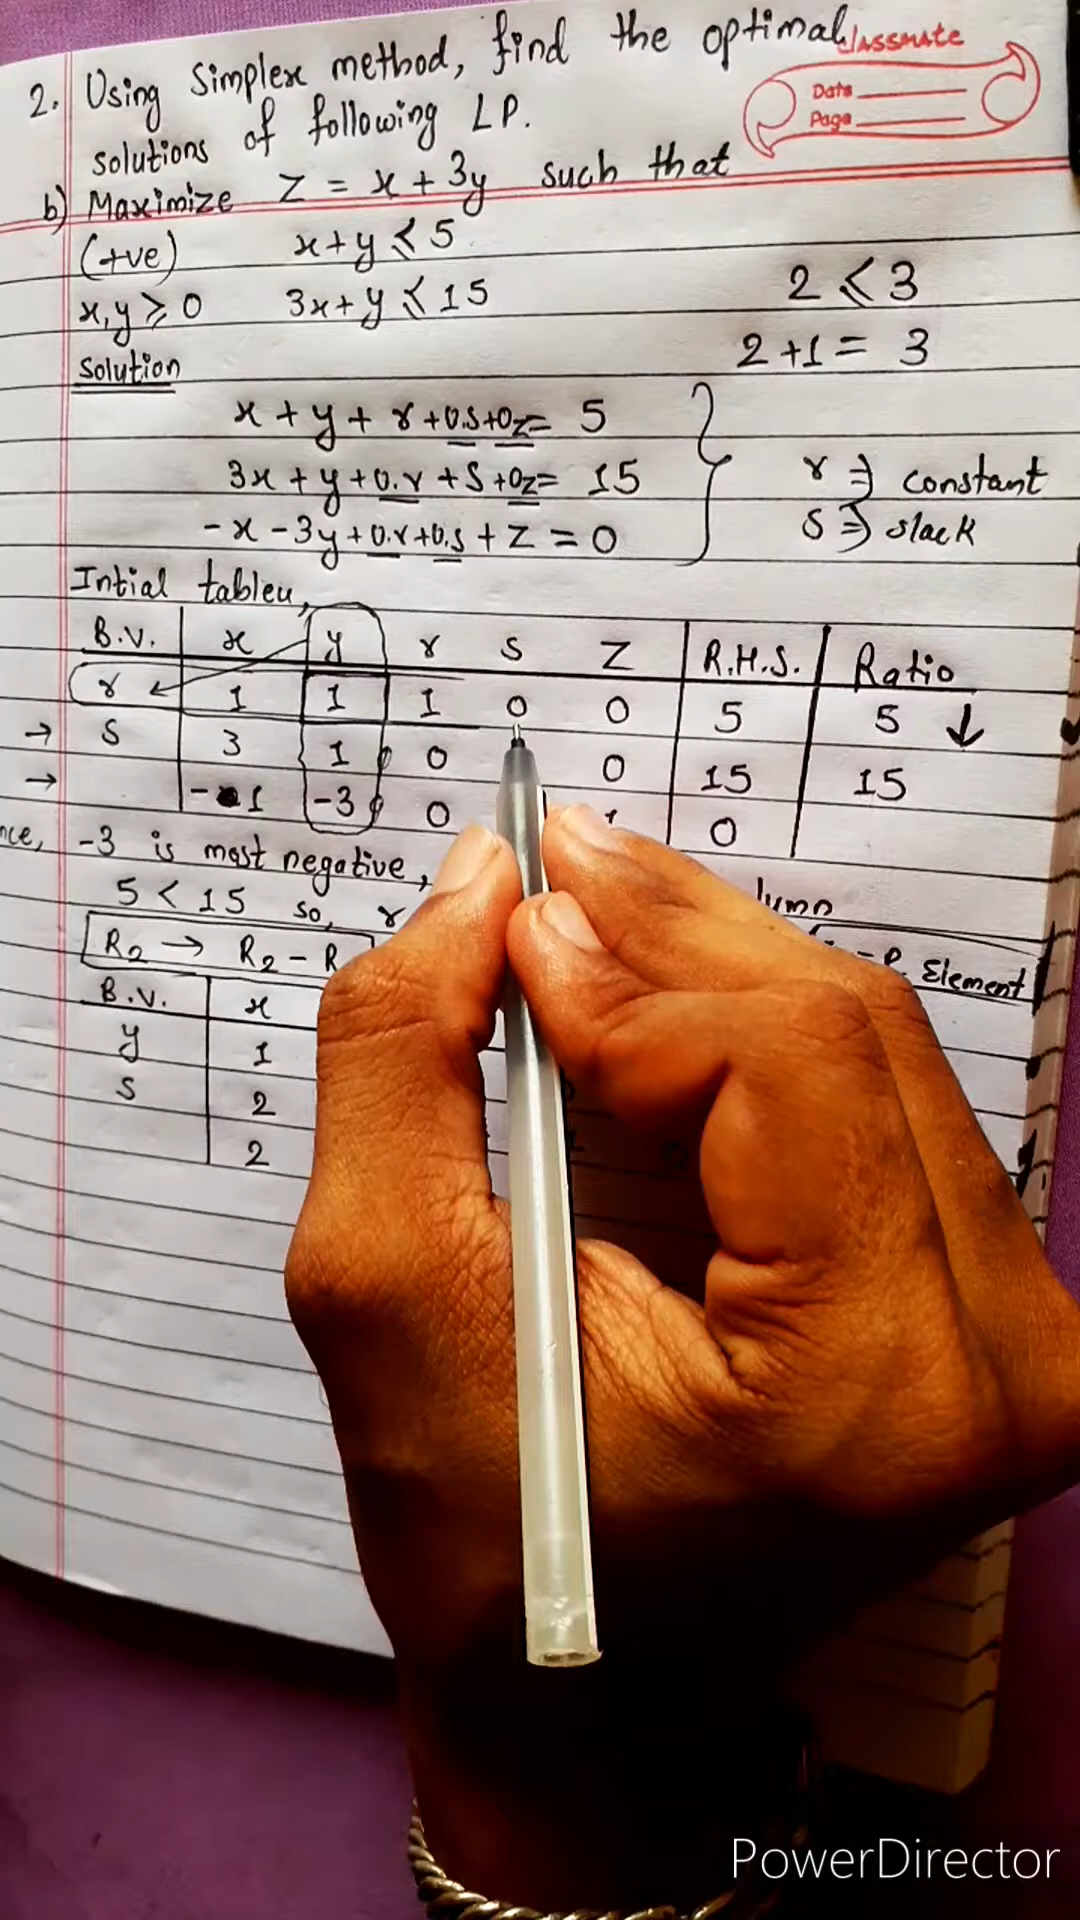 2. Using Simplex method, find the optimal
classmate
Date
Page
solutions of following LP.
b) Maximize Z = x + 3y such that
(+ve) x+y ≤ 5
x,y ≥ 0 3x+y ≤ 15 2 ≤ 3
2+1 = 3
Solution
x + y + r + 0.s + 0z = 5
3x + y + 0.r + s + 0z = 15 r ⇒ constant
-x - 3y + 0.r + 0.s + z = 0 s ⇒ slack
Intial tableu,
B.V. x y r s z R.H.S. Ratio
r 1 1 1 0 0 5 5 ↓
→ s 3 1 0 0 15 15
→ -1 -3 0 1 0
-3 is most negative,
5 < 15 so, r
R2 → R2 - R Element
B.V. x
y 1
s 2
2
PowerDirector